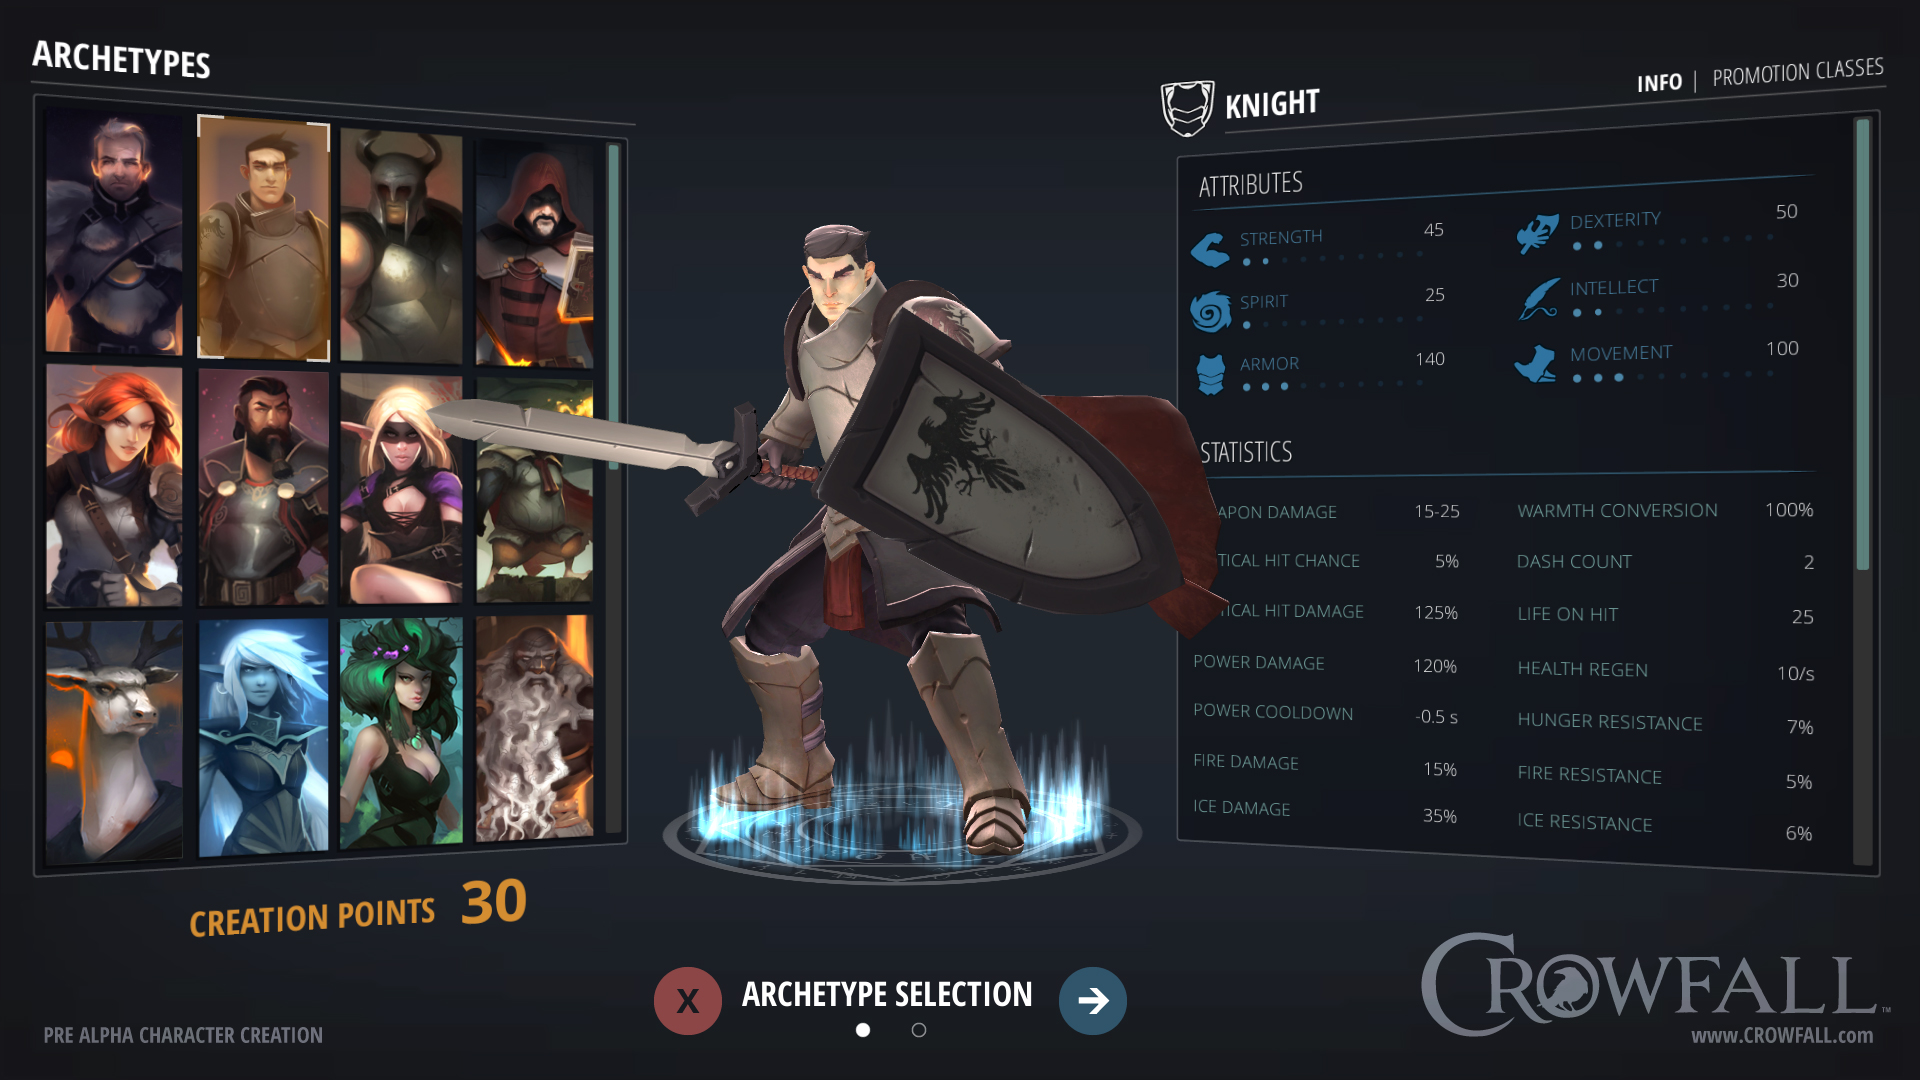 ARCHETYPES
CREATION POINTS 30
PRE ALPHA CHARACTER CREATION
X ARCHETYPE SELECTION
KNIGHT
INFO | PROMOTION CLASSES
ATTRIBUTES
STRENGTH 45 DEXTERITY 50
SPIRIT 25 INTELLECT 30
ARMOR 140 MOVEMENT 100
STATISTICS
APON DAMAGE 15-25 WARMTH CONVERSION 100%
TICAL HIT CHANCE 5% DASH COUNT 2
TICAL HIT DAMAGE 125% LIFE ON HIT 25
POWER DAMAGE 120% HEALTH REGEN 10/s
POWER COOLDOWN -0.5 s HUNGER RESISTANCE 7%
FIRE DAMAGE 15% FIRE RESISTANCE 5%
ICE DAMAGE 35% ICE RESISTANCE 6%
CROWFALL™
www.CROWFALL.com